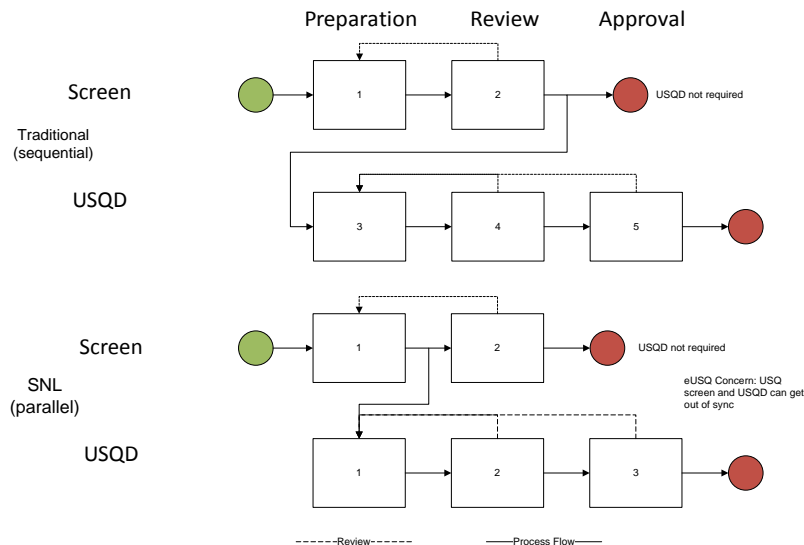 Preparation Review Approval
Screen
1
2
USQD not required
Traditional
(sequential)
USQD
3
4
5
Screen
1
2
USQD not required
SNL
(parallel)
eUSQ Concern: USQ
screen and USQD can get
out of sync
USQD
1
2
3
Review
Process Flow